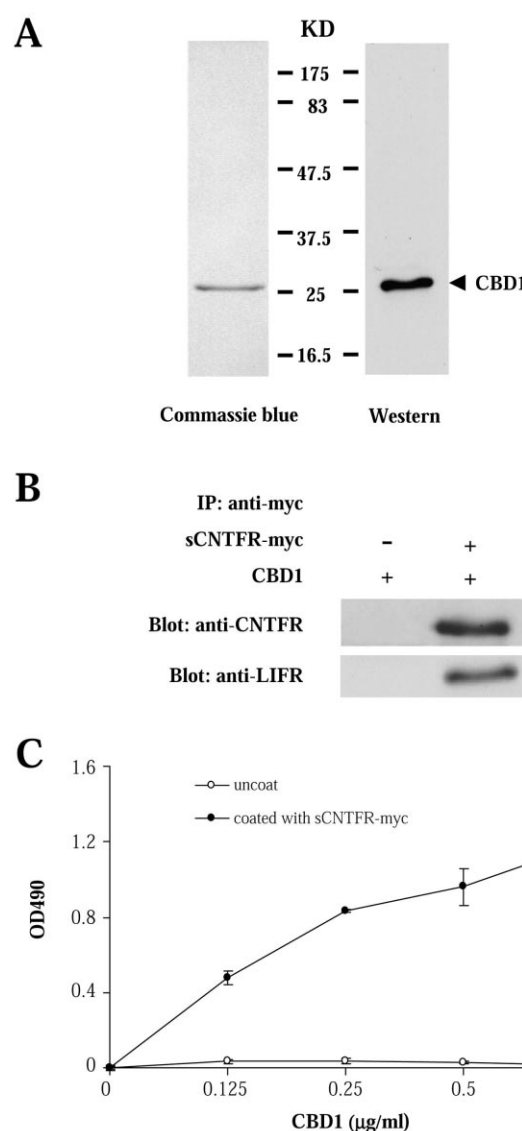 A
KD
175
83
47.5
37.5
25
16.5
CBD1
Commassie blue Western
B
IP: anti-myc
sCNTFR-myc - +
CBD1 + +
Blot: anti-CNTFR
Blot: anti-LIFR
C
1.6
1.2
0.8
0.4
0
OD490
uncoat
coated with sCNTFR-myc
0 0.125 0.25 0.5
CBD1 (µg/ml)